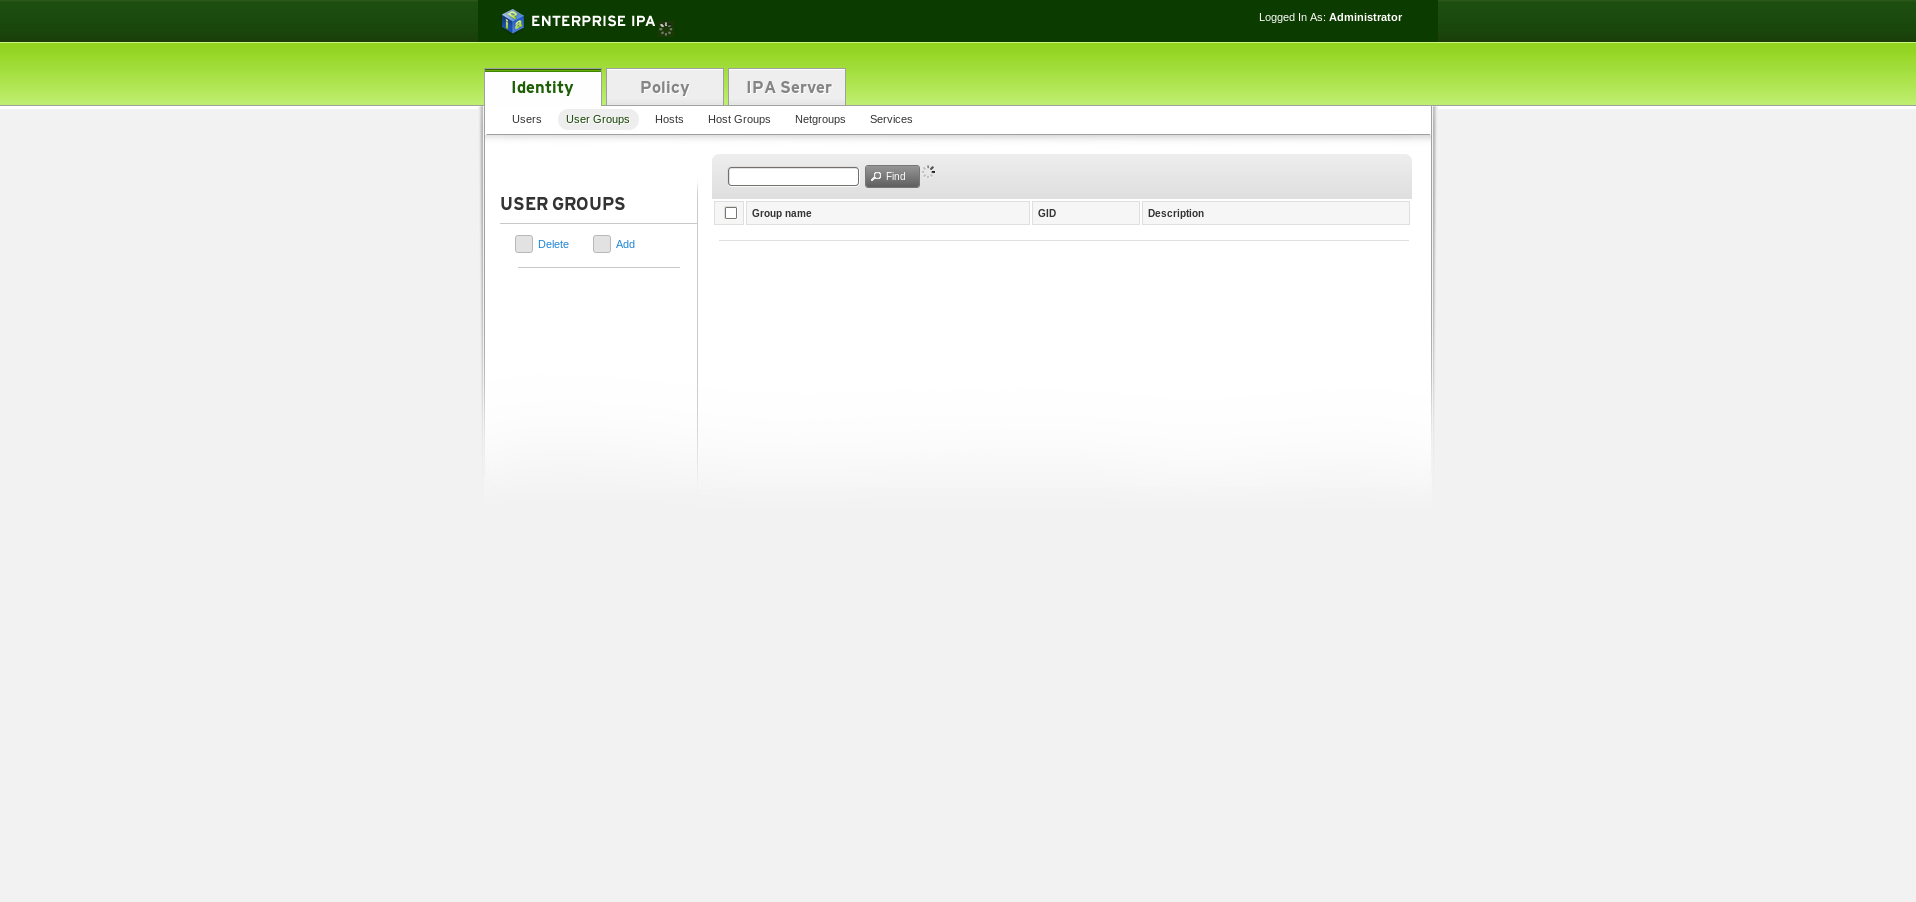 ENTERPRISE IPA
Logged In As: Administrator
Identity
Policy
IPA Server
Users
User Groups
Hosts
Host Groups
Netgroups
Services
USER GROUPS
Delete
Add
Find
Group name
GID
Description